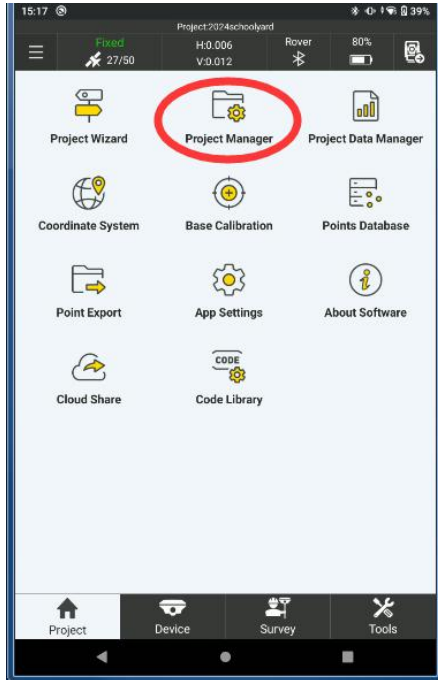 15:17 39%
Project:2024schoolyard
Fixed H:0.006 Rover 80%
27/50 V:0.012
Project Wizard Project Manager Project Data Manager
Coordinate System Base Calibration Points Database
Point Export App Settings About Software
CODE
Cloud Share Code Library
Project Device Survey Tools